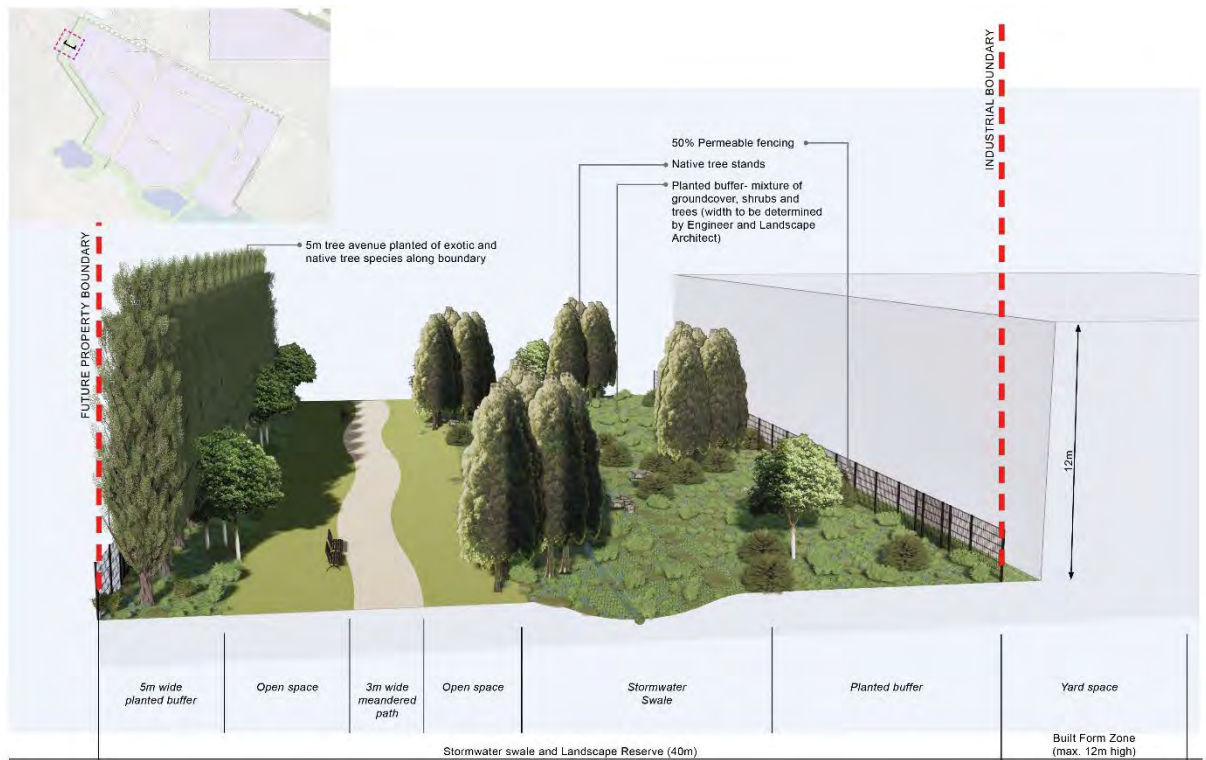 INDUSTRIAL BOUNDARY
50% Permeable fencing
Native tree stands
Planted buffer- mixture of
groundcover, shrubs and
trees (width to be determined
by Engineer and Landscape
Architect)
5m tree avenue planted of exotic and
native tree species along boundary
FUTURE PROPERTY BOUNDARY
12m
5m wide
planted buffer
Open space
3m wide
meandered
path
Open space
Stormwater
Swale
Planted buffer
Yard space
Stormwater swale and Landscape Reserve (40m)
Built Form Zone
(max. 12m high)